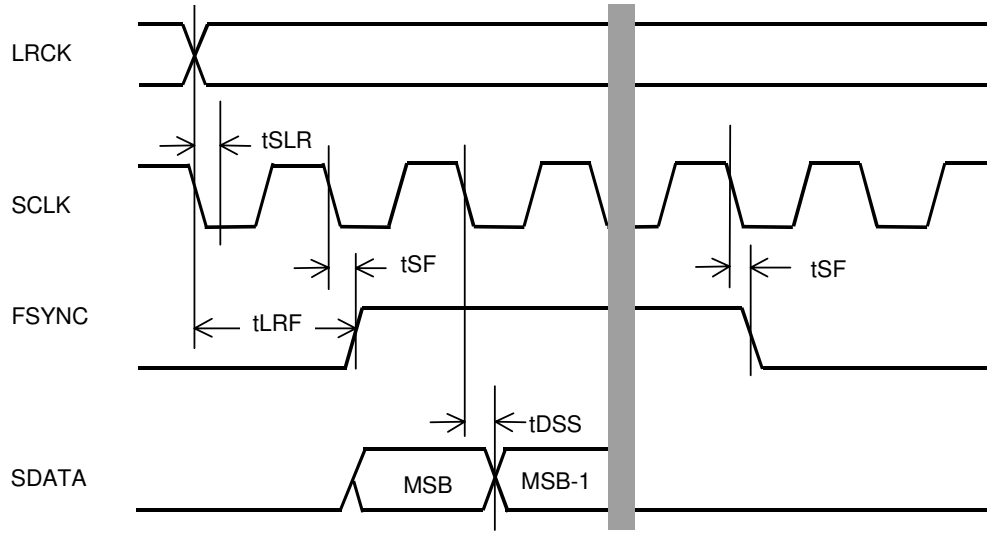 LRCK
tSLR
SCLK
tSF
tSF
FSYNC
tLRF
tDSS
SDATA
MSB
MSB-1